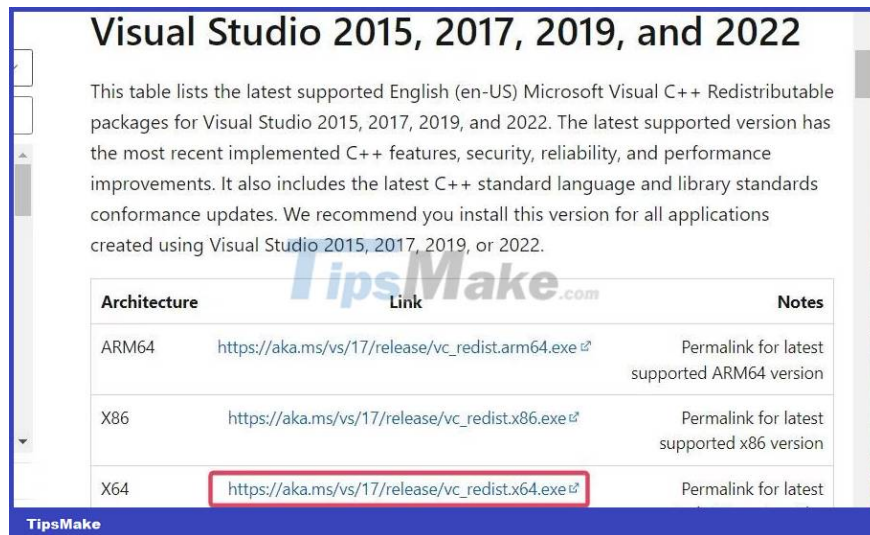 Visual Studio 2015, 2017, 2019, and 2022
This table lists the latest supported English (en-US) Microsoft Visual C++ Redistributable
packages for Visual Studio 2015, 2017, 2019, and 2022. The latest supported version has
the most recent implemented C++ features, security, reliability, and performance
improvements. It also includes the latest C++ standard language and library standards
conformance updates. We recommend you install this version for all applications
created using Visual Studio 2015, 2017, 2019, or 2022.
TipsMake.com
Architecture Link Notes
ARM64 https://aka.ms/vs/17/release/vc_redist.arm64.exe Permalink for latest
supported ARM64 version
X86 https://aka.ms/vs/17/release/vc_redist.x86.exe Permalink for latest
supported x86 version
X64 https://aka.ms/vs/17/release/vc_redist.x64.exe Permalink for latest
TipsMake